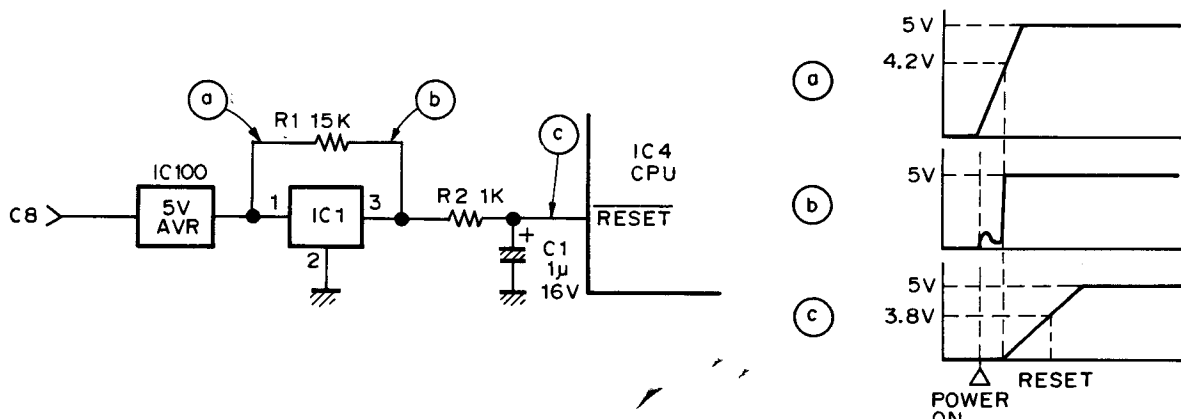 5V
4.2V
a
a
b
R1 15K
c
IC4
CPU
IC100
5V
AVR
C8
1
IC1
3
2
R2 1K
RESET
+
C1
1μ
16V
5V
b
5V
3.8V
c
RESET
POWER
ON